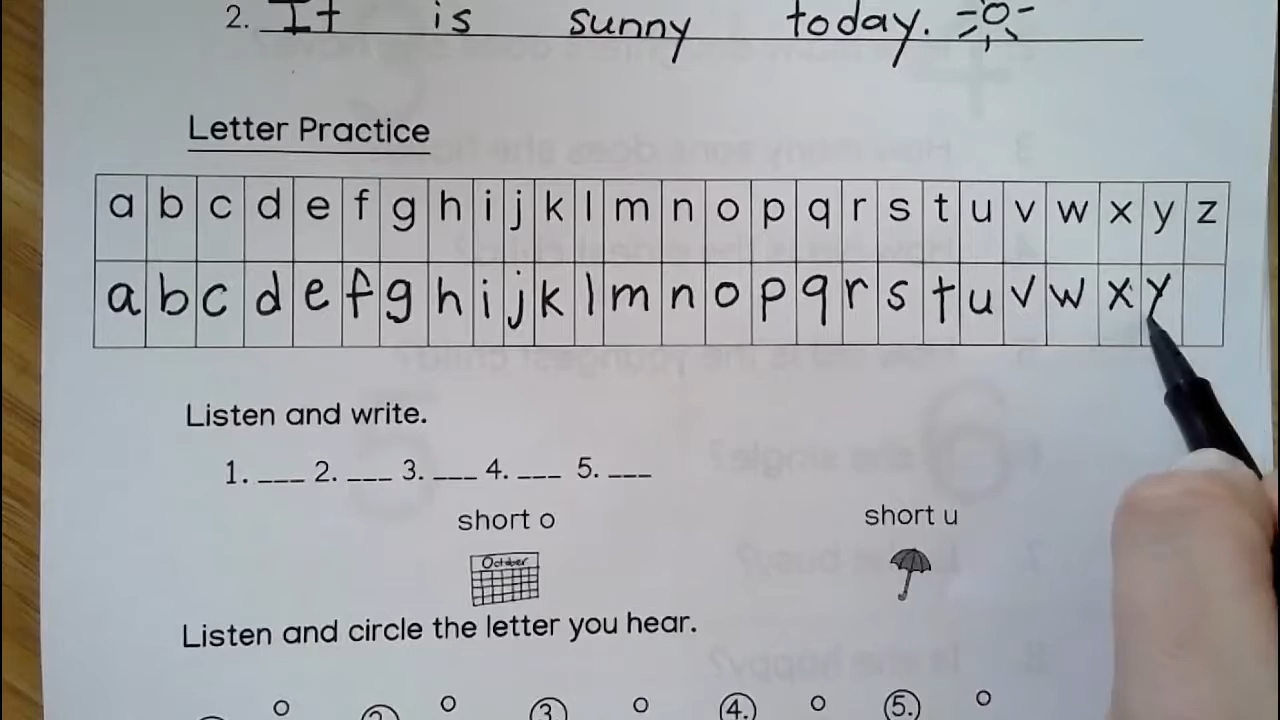 2. It is sunny today.
Letter Practice
a b c d e f g h i j k l m n o p q r s t u v w x y z
a b c d e f g h i j k l m n o p q r s t u v w x y
Listen and write.
1. ___ 2. ___ 3. ___ 4. ___ 5. ___
short o short u
October
Listen and circle the letter you hear.
o 2. o 3. o 4. o 5. o